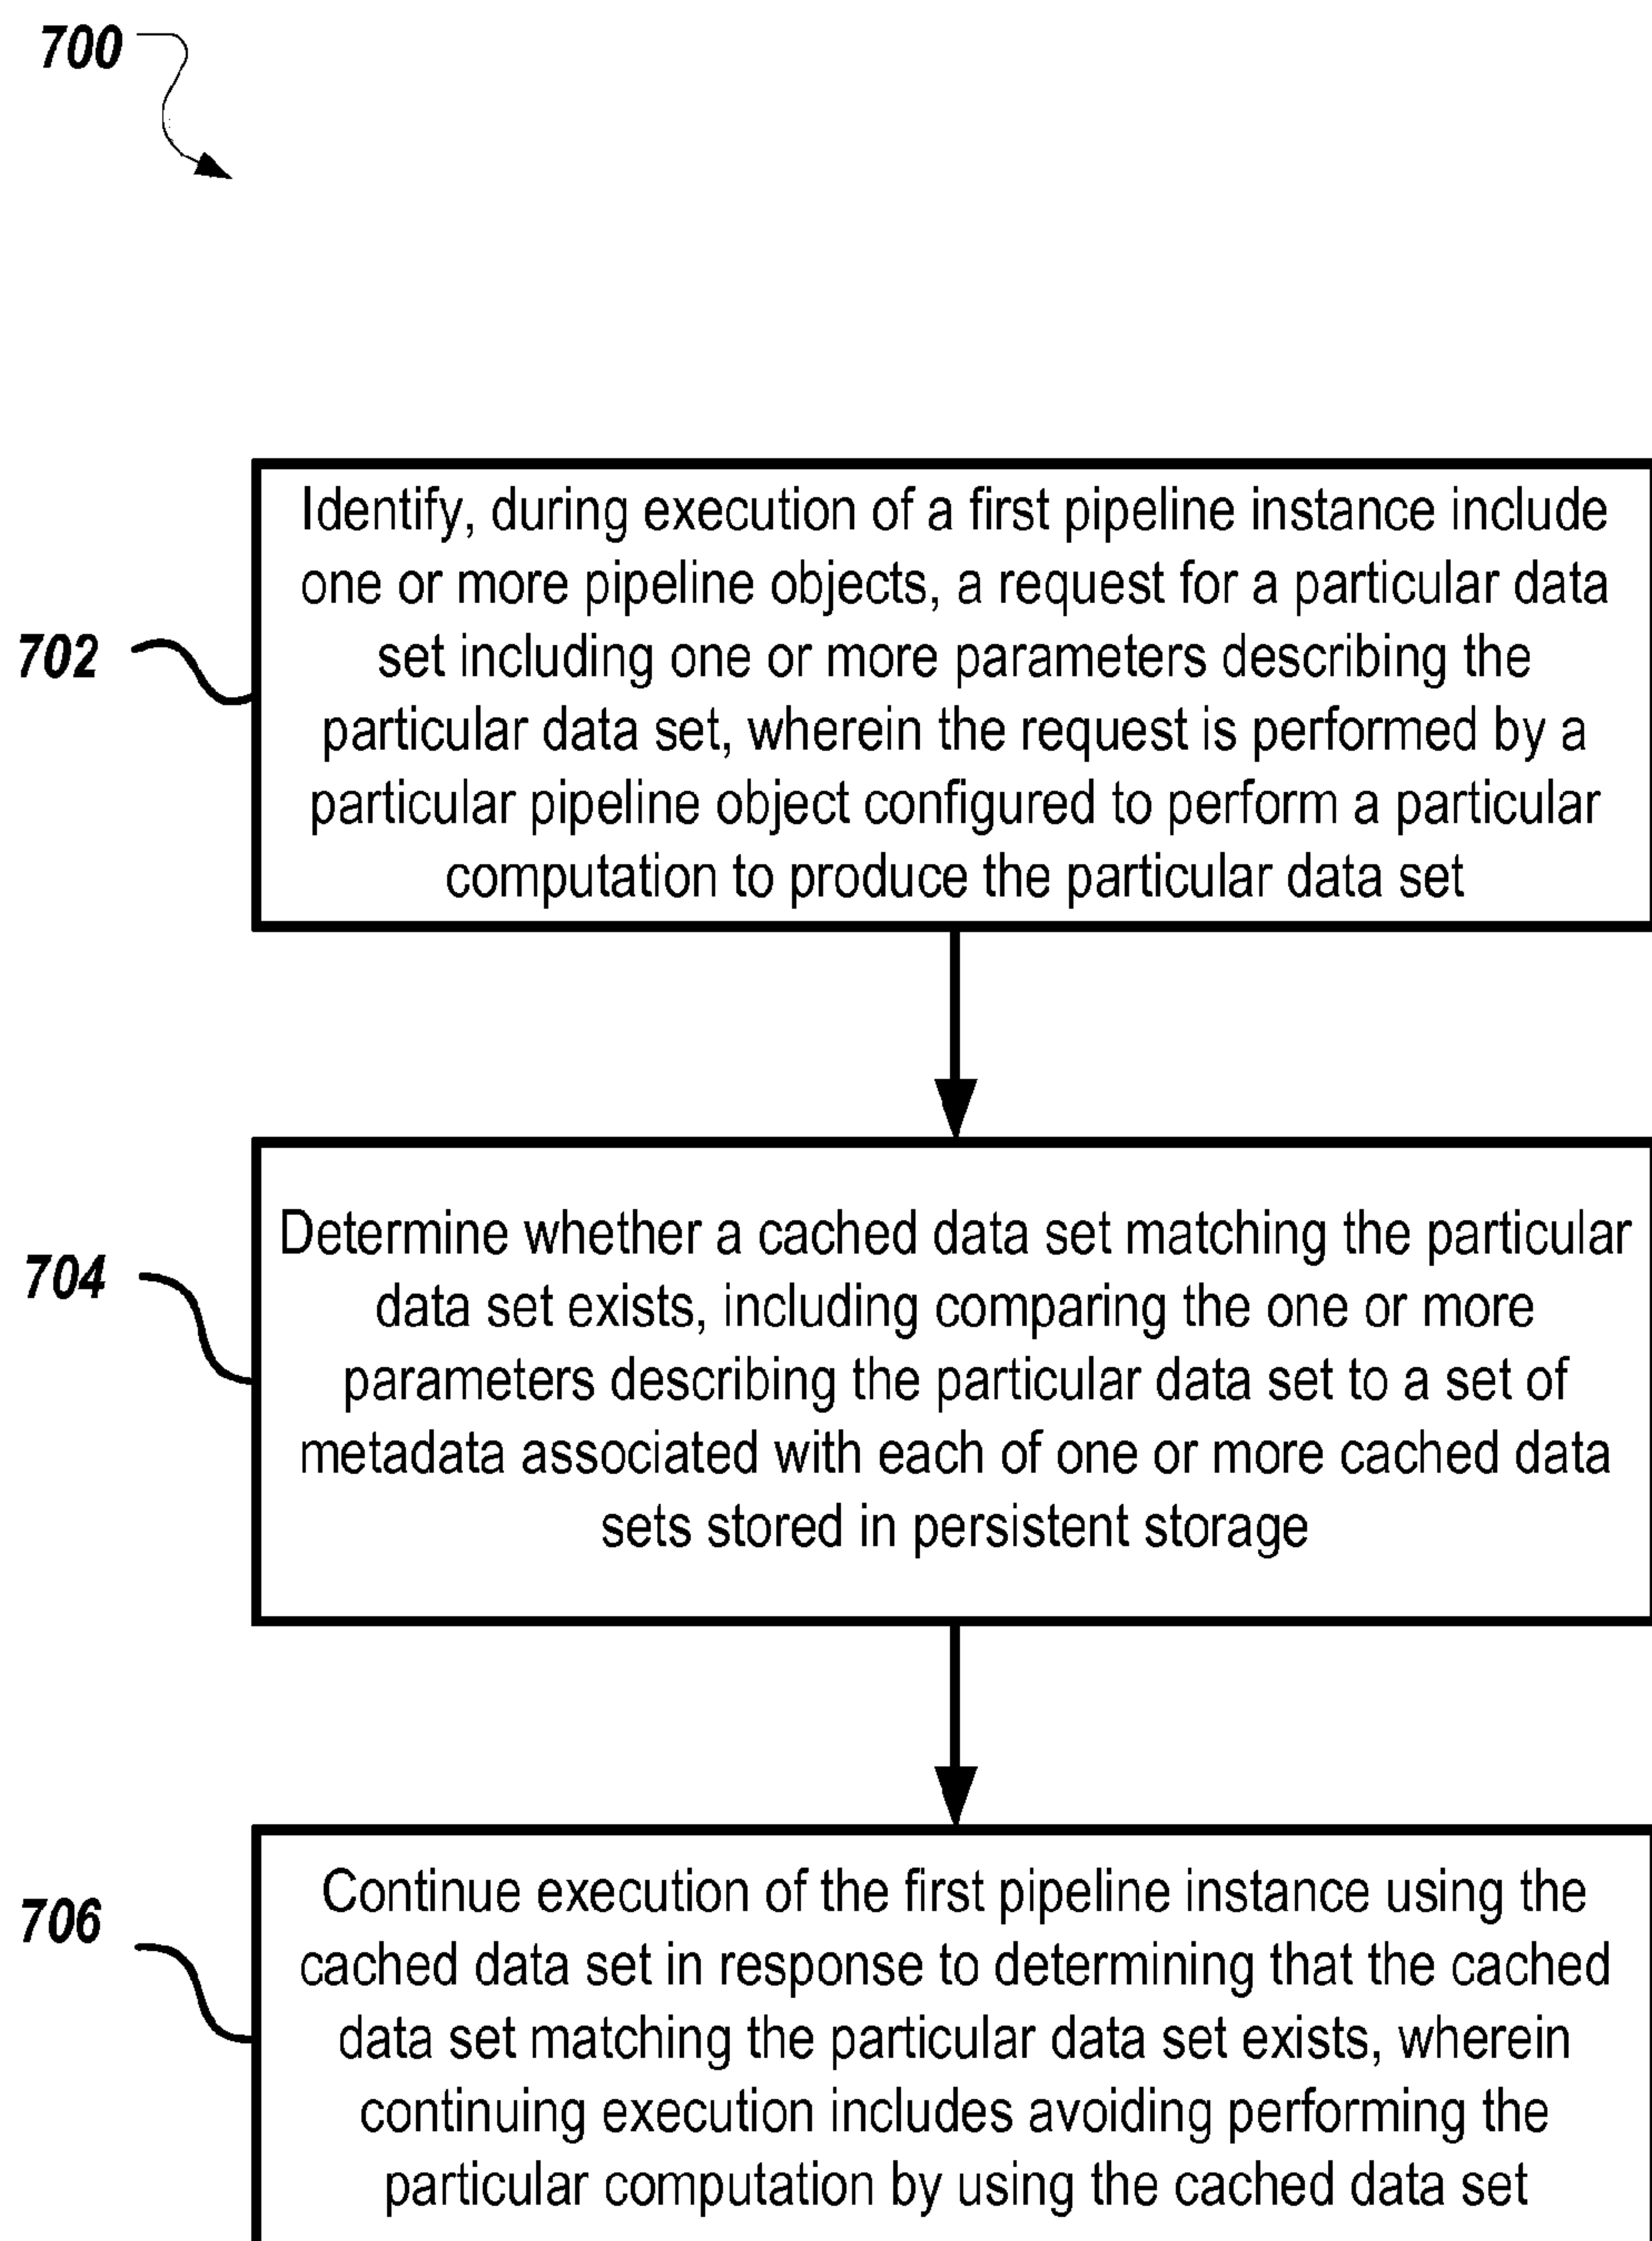 700
702
Identify, during execution of a first pipeline instance include
one or more pipeline objects, a request for a particular data
set including one or more parameters describing the
particular data set, wherein the request is performed by a
particular pipeline object configured to perform a particular
computation to produce the particular data set
704
Determine whether a cached data set matching the particular
data set exists, including comparing the one or more
parameters describing the particular data set to a set of
metadata associated with each of one or more cached data
sets stored in persistent storage
706
Continue execution of the first pipeline instance using the
cached data set in response to determining that the cached
data set matching the particular data set exists, wherein
continuing execution includes avoiding performing the
particular computation by using the cached data set